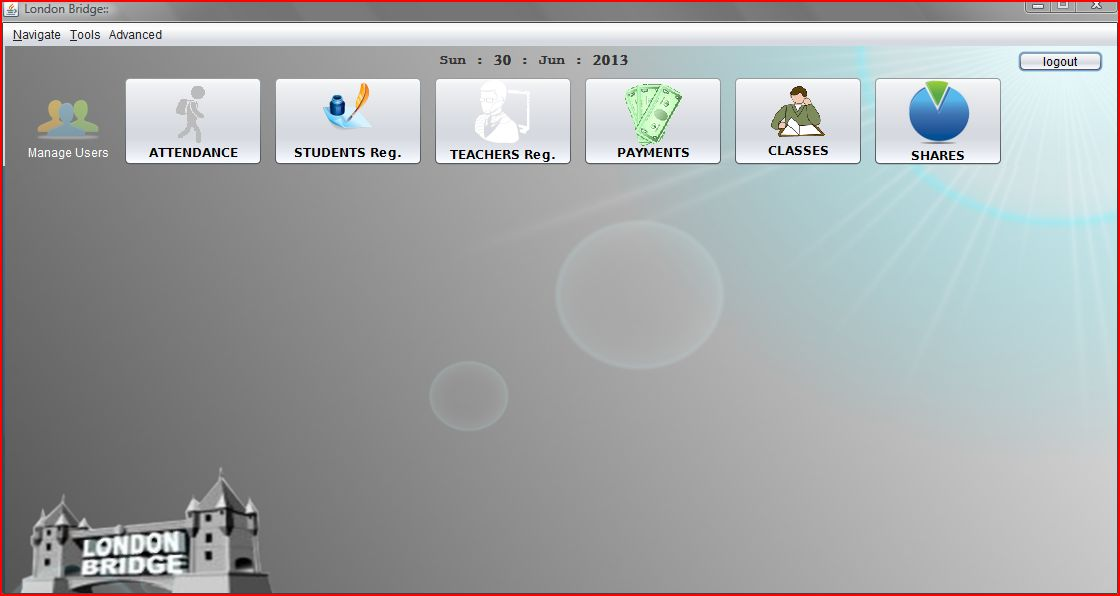 London Bridge::
Navigate Tools Advanced
Sun : 30 : Jun : 2013
logout
Manage Users
ATTENDANCE
STUDENTS Reg.
TEACHERS Reg.
PAYMENTS
CLASSES
SHARES
LONDON
BRIDGE